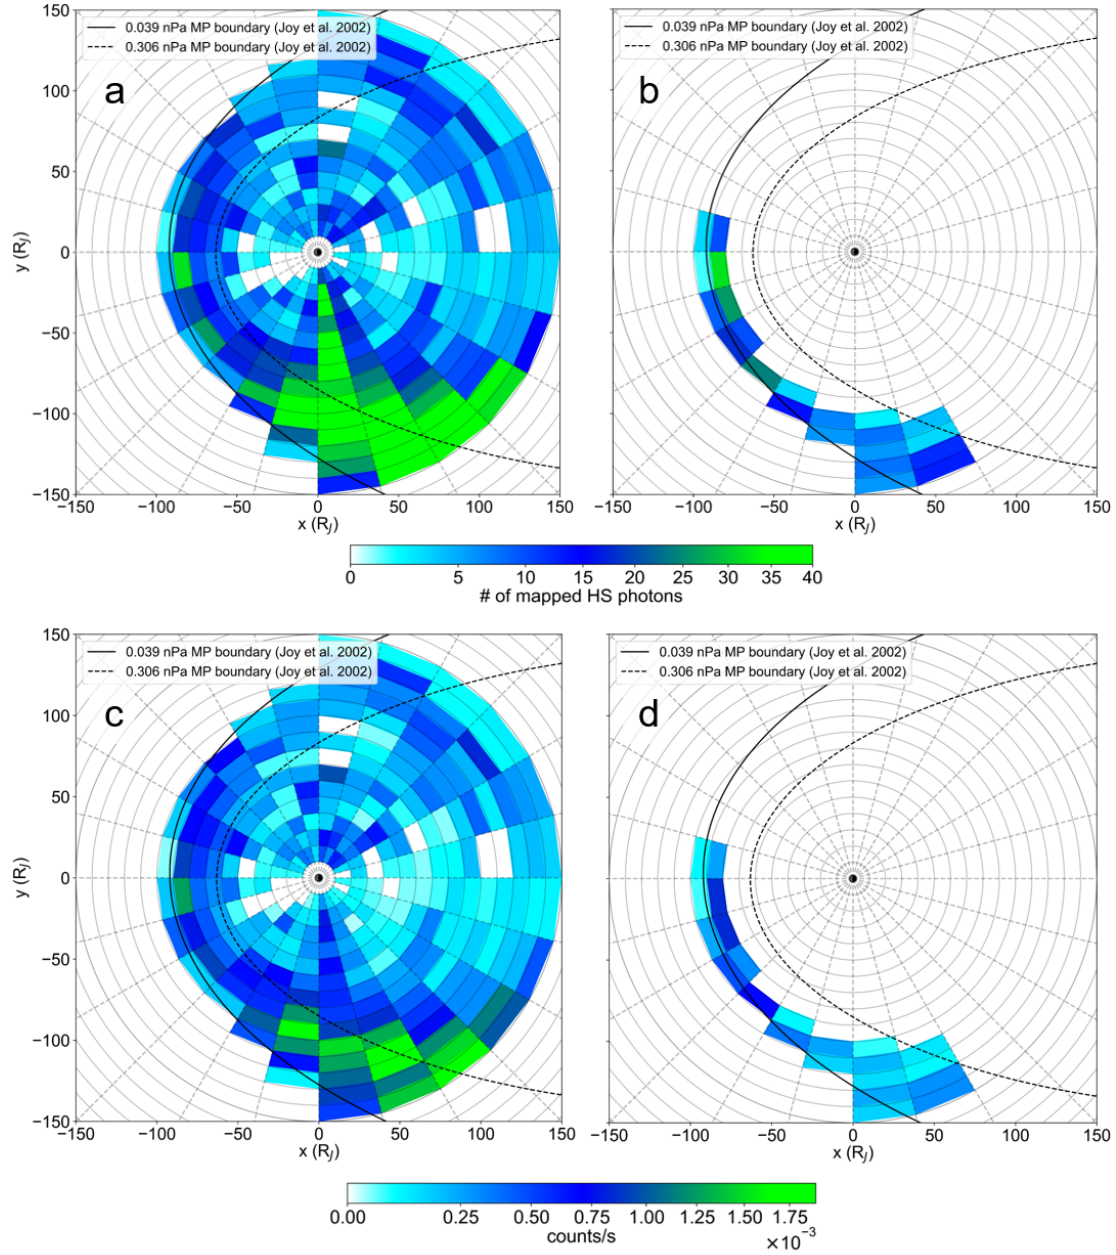 150
100
50
0
−50
−100
−150
y (RJ)
0.039 nPa MP boundary (Joy et al. 2002)
0.306 nPa MP boundary (Joy et al. 2002)
a
−150 −100 −50 0 50 100 150
x (RJ)
0.039 nPa MP boundary (Joy et al. 2002)
0.306 nPa MP boundary (Joy et al. 2002)
b
−150 −100 −50 0 50 100 150
x (RJ)
0 5 10 15 20 25 30 35 40
# of mapped HS photons
150
100
50
0
−50
−100
−150
y (RJ)
0.039 nPa MP boundary (Joy et al. 2002)
0.306 nPa MP boundary (Joy et al. 2002)
c
−150 −100 −50 0 50 100 150
x (RJ)
0.039 nPa MP boundary (Joy et al. 2002)
0.306 nPa MP boundary (Joy et al. 2002)
d
−150 −100 −50 0 50 100 150
x (RJ)
0.00 0.25 0.50 0.75 1.00 1.25 1.50 1.75
counts/s
×10−3